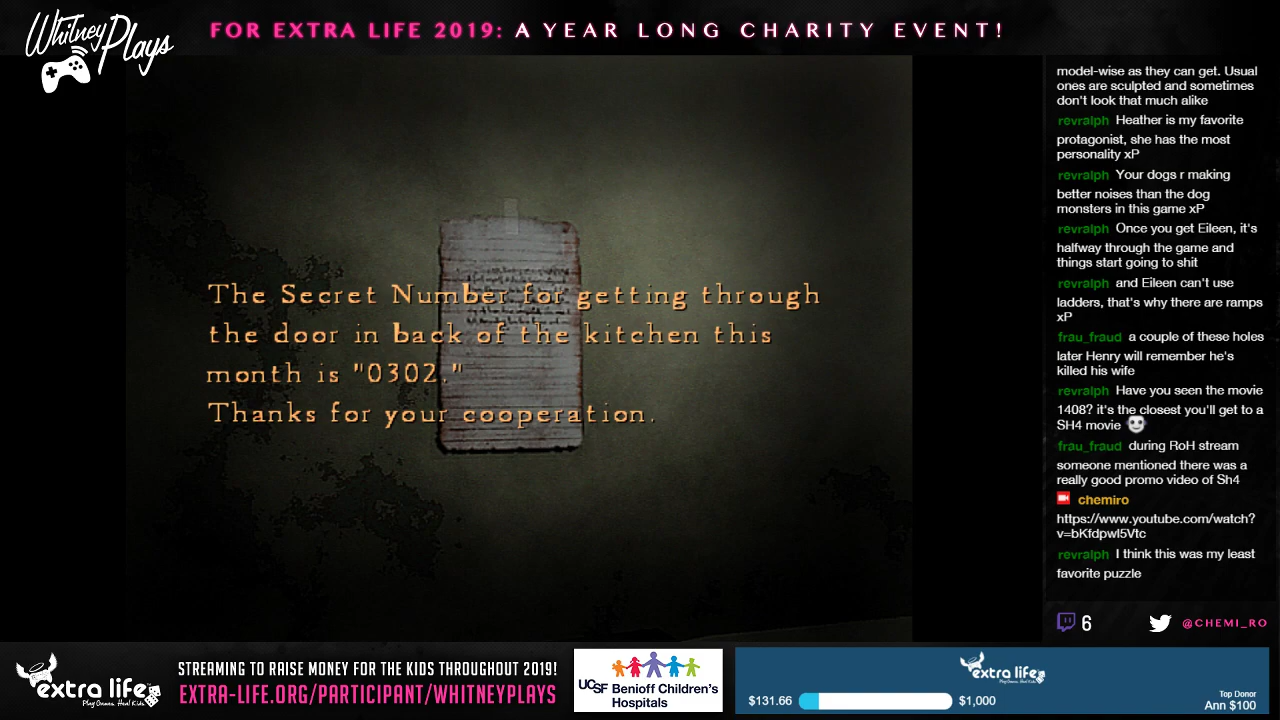 Whitney Plays
FOR EXTRA LIFE 2019: A YEAR LONG CHARITY EVENT!
The Secret Number for getting through
the door in back of the kitchen this
month is "0302."
Thanks for your cooperation.
model-wise as they can get. Usual
ones are sculpted and sometimes
don't look that much alike
revralph Heather is my favorite
protagonist, she has the most
personality xP
revralph Your dogs r making
better noises than the dog
monsters in this game xP
revralph Once you get Eileen, it's
halfway through the game and
things start going to shit
revralph and Eileen can't use
ladders, that's why there are ramps
xP
frau_fraud a couple of these holes
later Henry will remember he's
killed his wife
revralph Have you seen the movie
1408? it's the closest you'll get to a
SH4 movie
frau_fraud during RoH stream
someone mentioned there was a
really good promo video of Sh4
chemiro
https://www.youtube.com/watch?
v=bKfdpwI5Vtc
revralph I think this was my least
favorite puzzle
6 @CHEMI_RO
extra life
Play Games. Heal Kids.
STREAMING TO RAISE MONEY FOR THE KIDS THROUGHOUT 2019!
EXTRA-LIFE.ORG/PARTICIPANT/WHITNEYPLAYS
UCSF Benioff Children's
Hospitals
extra life
Play Games. Heal Kids.
$131.66 $1,000
Top Donor
Ann $100